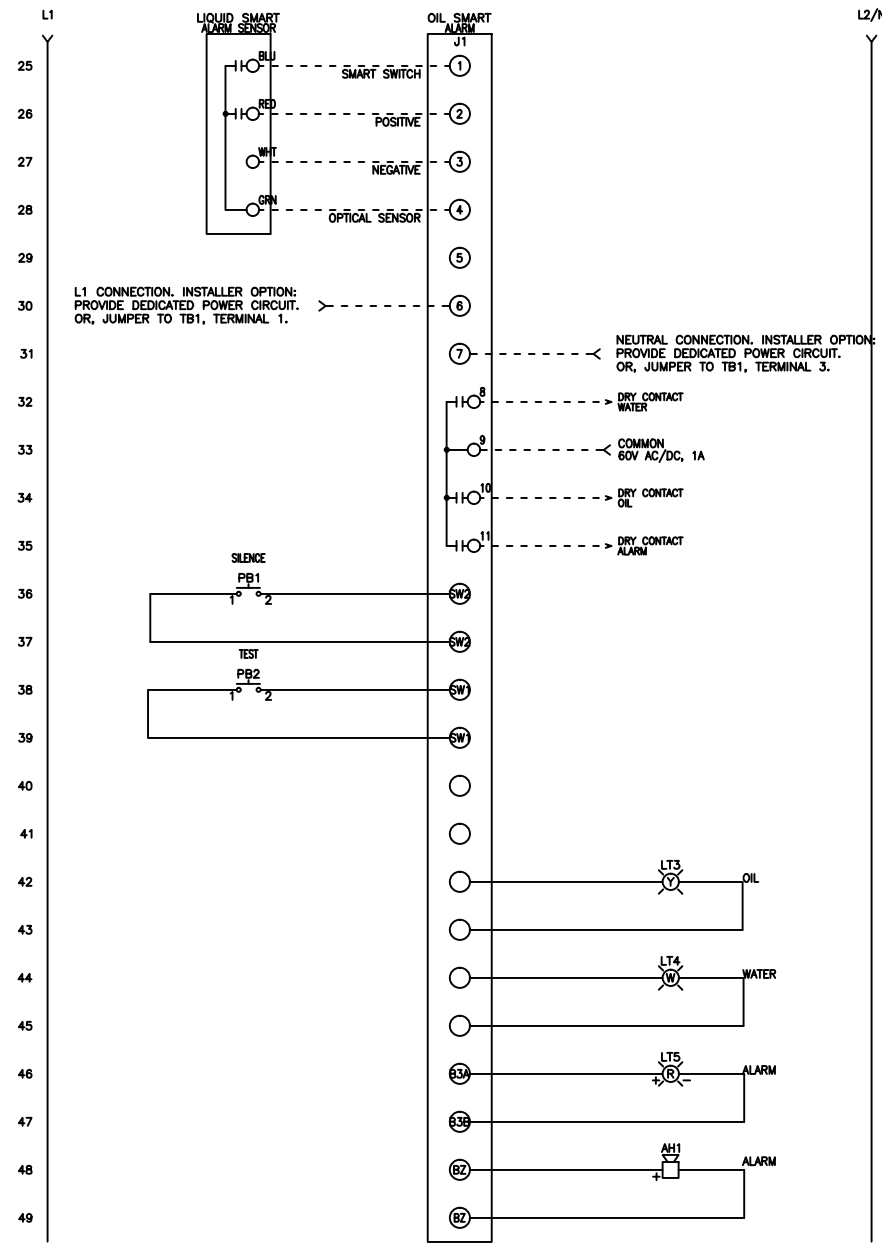 L1
LIQUID SMART
ALARM SENSOR
OIL SMART
ALARM
J1
L2/N
25
BLU
SMART SWITCH
1
26
RED
POSITIVE
2
27
WHT
NEGATIVE
3
28
GRN
OPTICAL SENSOR
4
29
5
30
L1 CONNECTION. INSTALLER OPTION:
PROVIDE DEDICATED POWER CIRCUIT.
OR, JUMPER TO TB1, TERMINAL 1.
6
31
7
NEUTRAL CONNECTION. INSTALLER OPTION:
PROVIDE DEDICATED POWER CIRCUIT.
OR, JUMPER TO TB1, TERMINAL 3.
32
8
DRY CONTACT
WATER
33
9
COMMON
60V AC/DC, 1A
34
10
DRY CONTACT
OIL
35
11
DRY CONTACT
ALARM
36
SILENCE
PB1
1 2
SW2
37
SW2
38
TEST
PB2
1 2
SW1
39
SW1
40
41
42
LT3
Y
OIL
43
44
LT4
W
WATER
45
46
B3A
LT5
+ R -
ALARM
47
B3B
48
BZ
AH1
+
ALARM
49
BZ